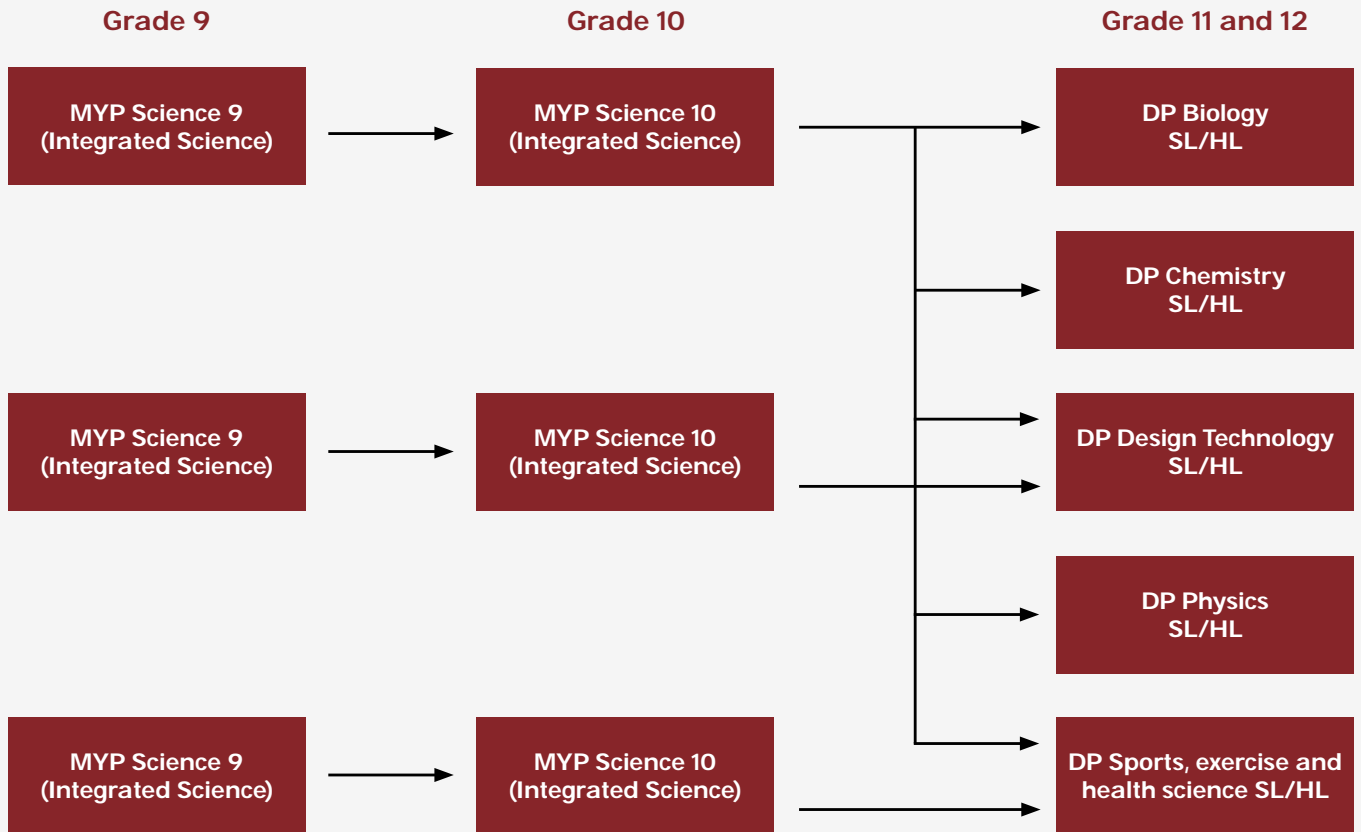 Grade 9
Grade 10
Grade 11 and 12
MYP Science 9
(Integrated Science)
MYP Science 10
(Integrated Science)
DP Biology
SL/HL
DP Chemistry
SL/HL
MYP Science 9
(Integrated Science)
MYP Science 10
(Integrated Science)
DP Design Technology
SL/HL
DP Physics
SL/HL
MYP Science 9
(Integrated Science)
MYP Science 10
(Integrated Science)
DP Sports, exercise and
health science SL/HL